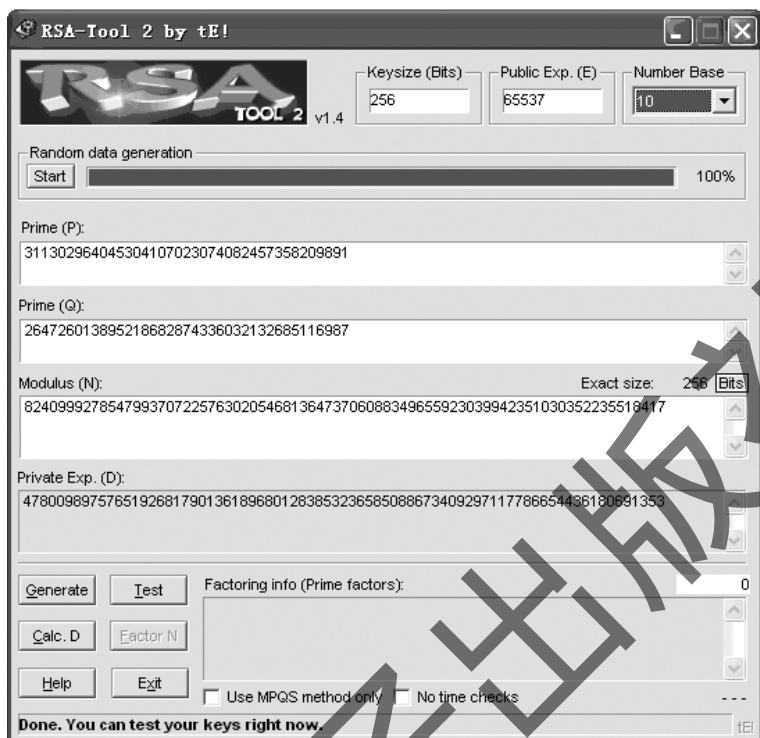 RSA-Tool 2 by tE!
RSA
TOOL 2 v1.4
Keysize (Bits)
256
Public Exp. (E)
65537
Number Base
10
Random data generation
Start
100%
Prime (P):
311302964045304107023074082457358209891
Prime (Q):
264726013895218682874336032132685116987
Modulus (N):
Exact size: 256 Bits
82409992785479937072257630205468136473706088349655923039942351030352235518417
Private Exp. (D):
47800989757651926817901361896801283853236585088673409297117786654436180691353
Generate
Test
Factoring info (Prime factors):
0
Calc. D
Factor N
Help
Exit
Use MPQS method only
No time checks
---
Done. You can test your keys right now.
tE!
出版